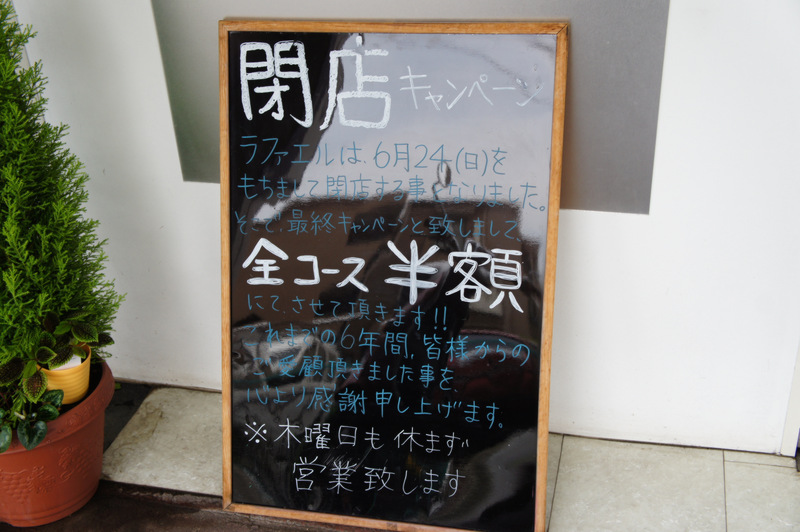 閉店キャンペーン
ラファエルは、6月24(日)を
もちまして閉店する事となりました。
そこで、最終キャンペーンと致しまして
全コース半額
にて、させて頂きます!!
これまでの6年間、皆様からの
ご愛顧頂きました事を、
心より感謝申し上げます。
※木曜日も休まず
営業致します